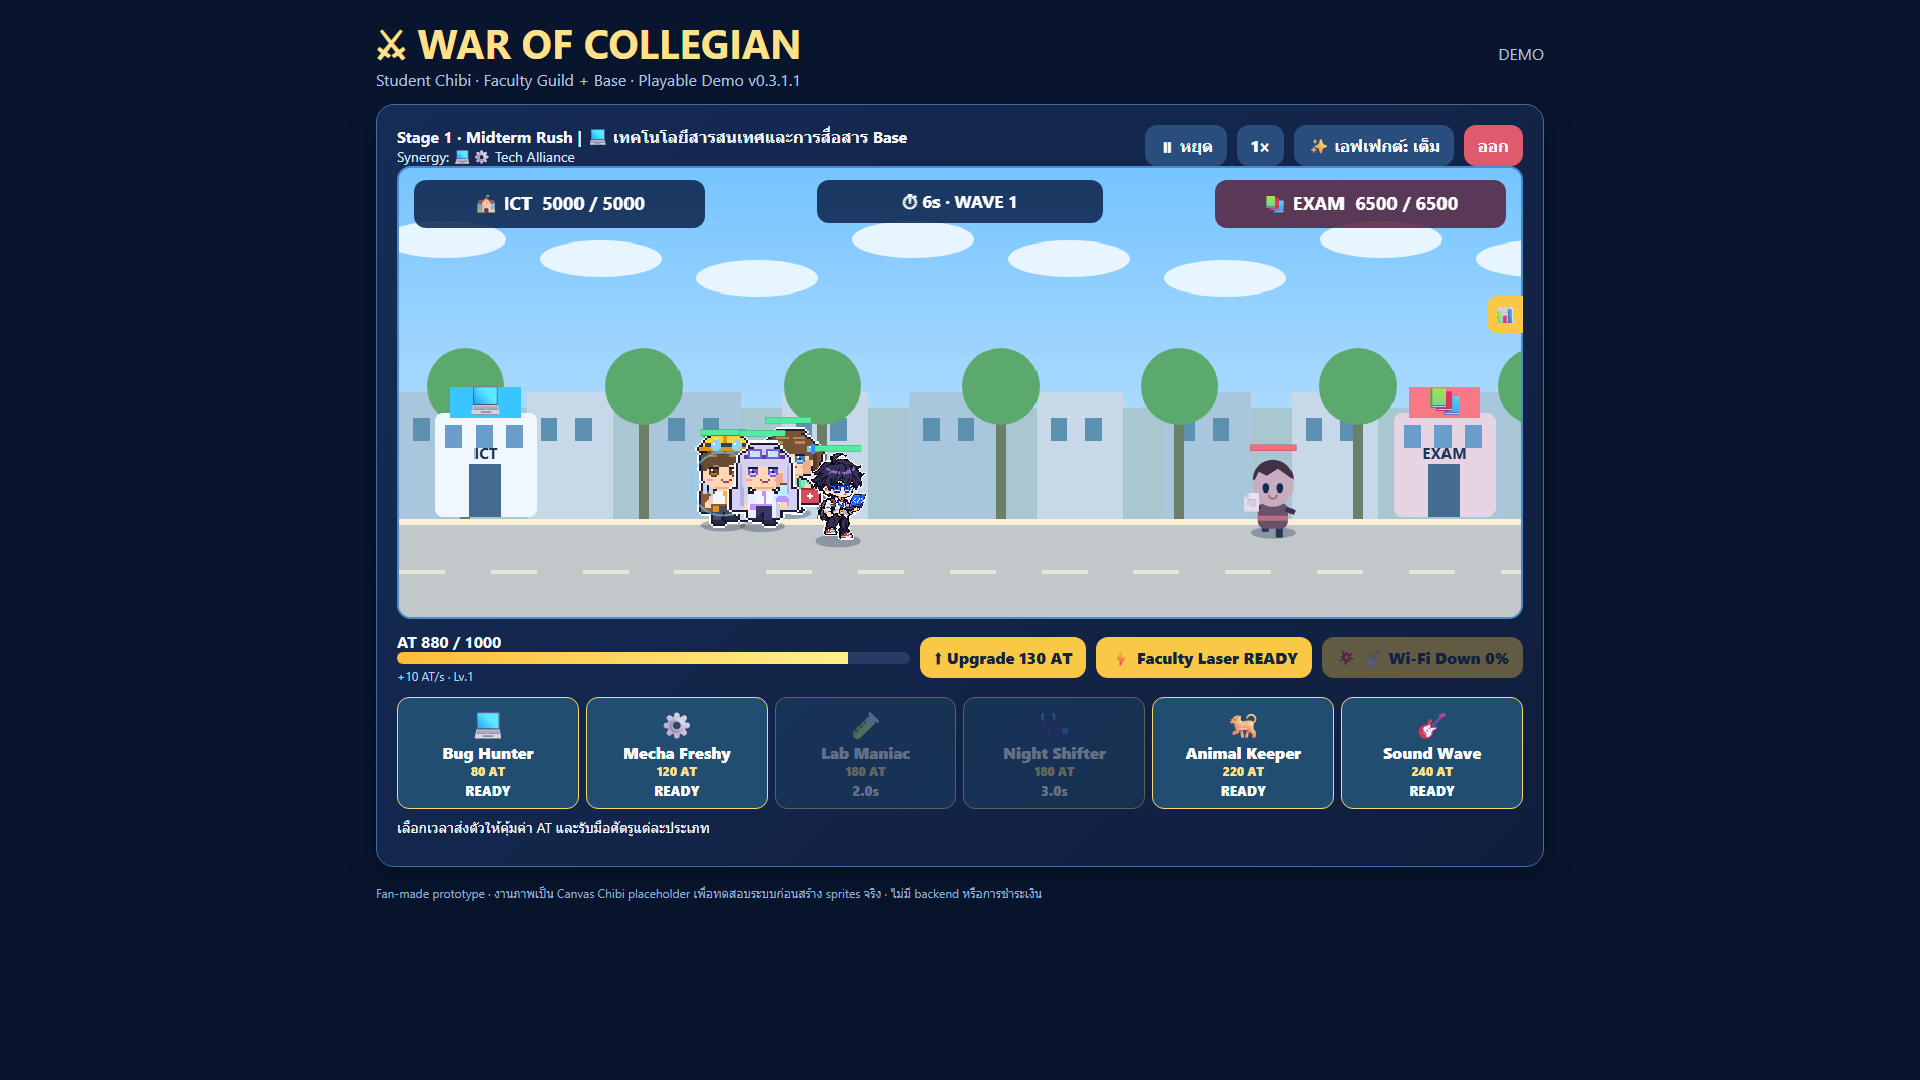 ⚔ WAR OF COLLEGIAN
Student Chibi · Faculty Guild + Base · Playable Demo v0.3.1.1
DEMO
Stage 1 · Midterm Rush | 💻 เทคโนโลยีสารสนเทศและการสื่อสาร Base
Synergy: 💻 ⚙️ Tech Alliance
⏸ หยุด
1×
✨ เอฟเฟกต์: เต็ม
ออก
🏫 ICT 5000 / 5000
⏱ 6s · WAVE 1
📚 EXAM 6500 / 6500
ICT
EXAM
AT 880 / 1000
+10 AT/s · Lv.1
⬆ Upgrade 130 AT
⚡ Faculty Laser READY
💥 📡 Wi-Fi Down 0%
Bug Hunter
80 AT
READY
Mecha Freshy
120 AT
READY
Lab Maniac
180 AT
2.0s
Night Shifter
180 AT
3.0s
Animal Keeper
220 AT
READY
Sound Wave
240 AT
READY
เลือกเวลาส่งตัวให้คุ้มค่า AT และรับมือศัตรูแต่ละประเภท
Fan-made prototype · งานภาพเป็น Canvas Chibi placeholder เพื่อทดสอบระบบก่อนสร้าง sprites จริง · ไม่มี backend หรือการชำระเงิน